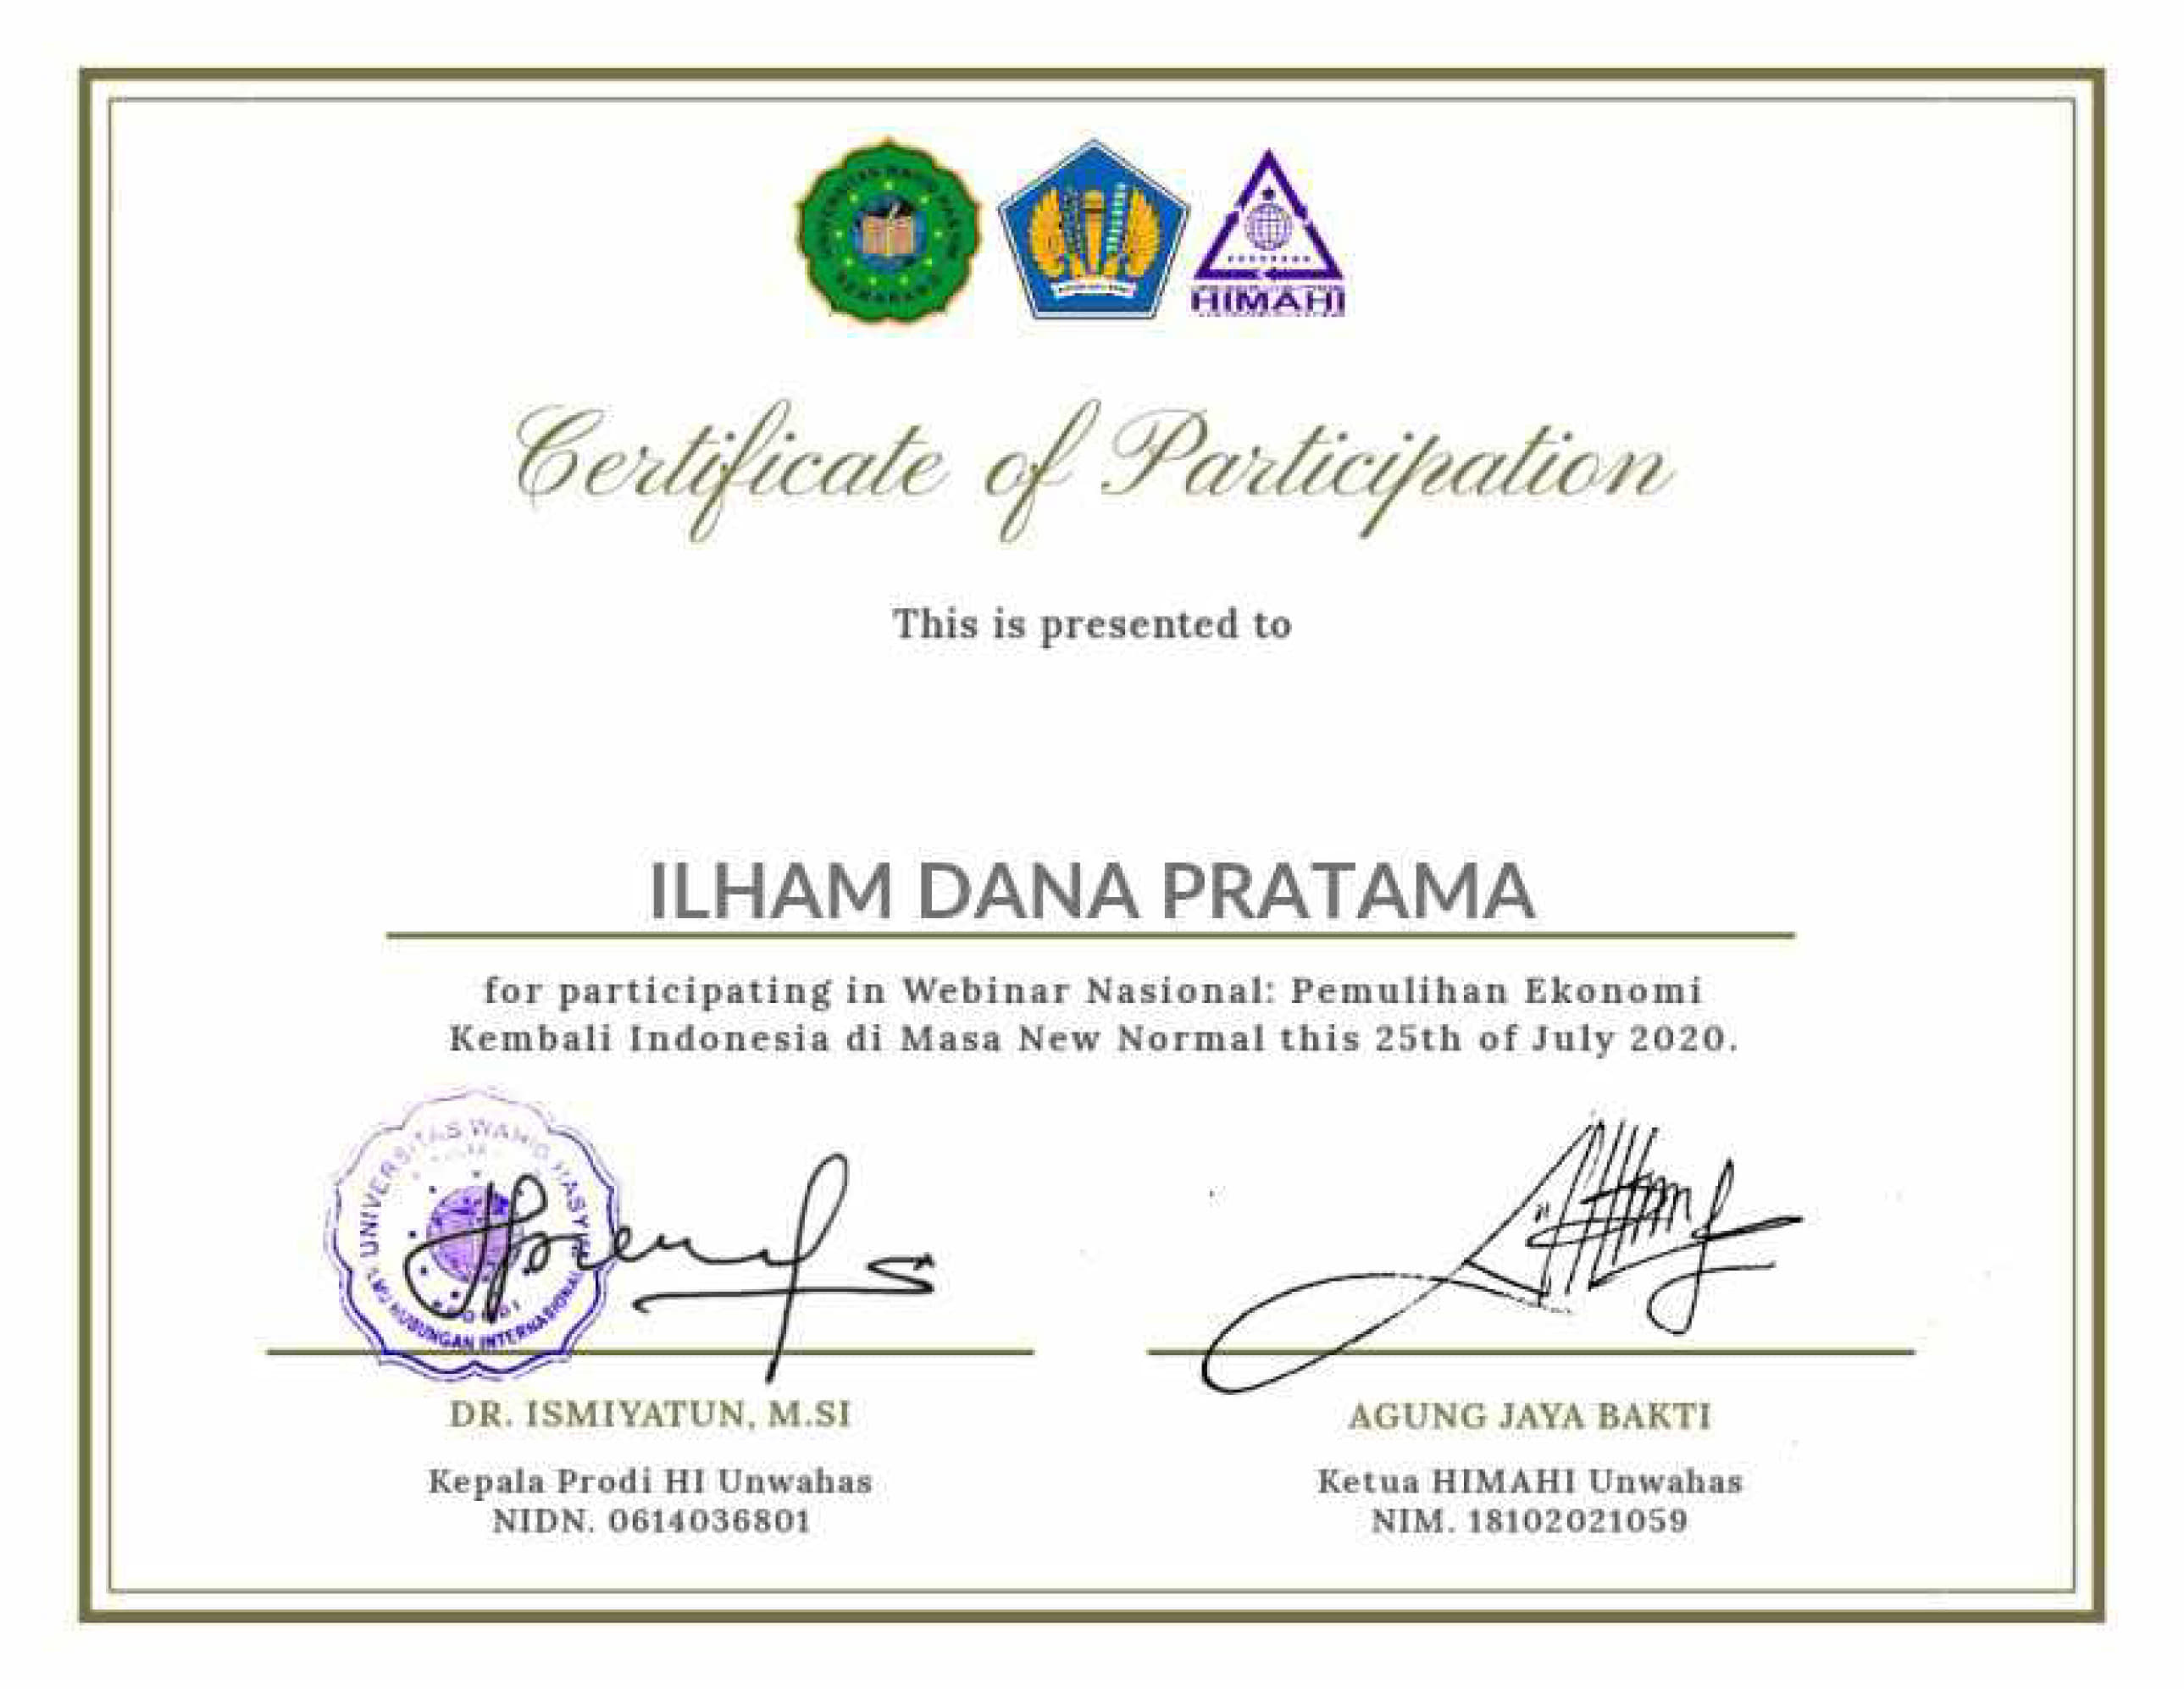 HIMAHI
Certificate of Participation
This is presented to
ILHAM DANA PRATAMA
for participating in Webinar Nasional: Pemulihan Ekonomi
Kembali Indonesia di Masa New Normal this 25th of July 2020.
UNIVERSITAS WAHID HASYIM
HUBUNGAN INTERNASIONAL
DR. ISMIYATUN, M.SI
Kepala Prodi HI Unwahas
NIDN. 0614036801
AGUNG JAYA BAKTI
Ketua HIMAHI Unwahas
NIM. 18102021059